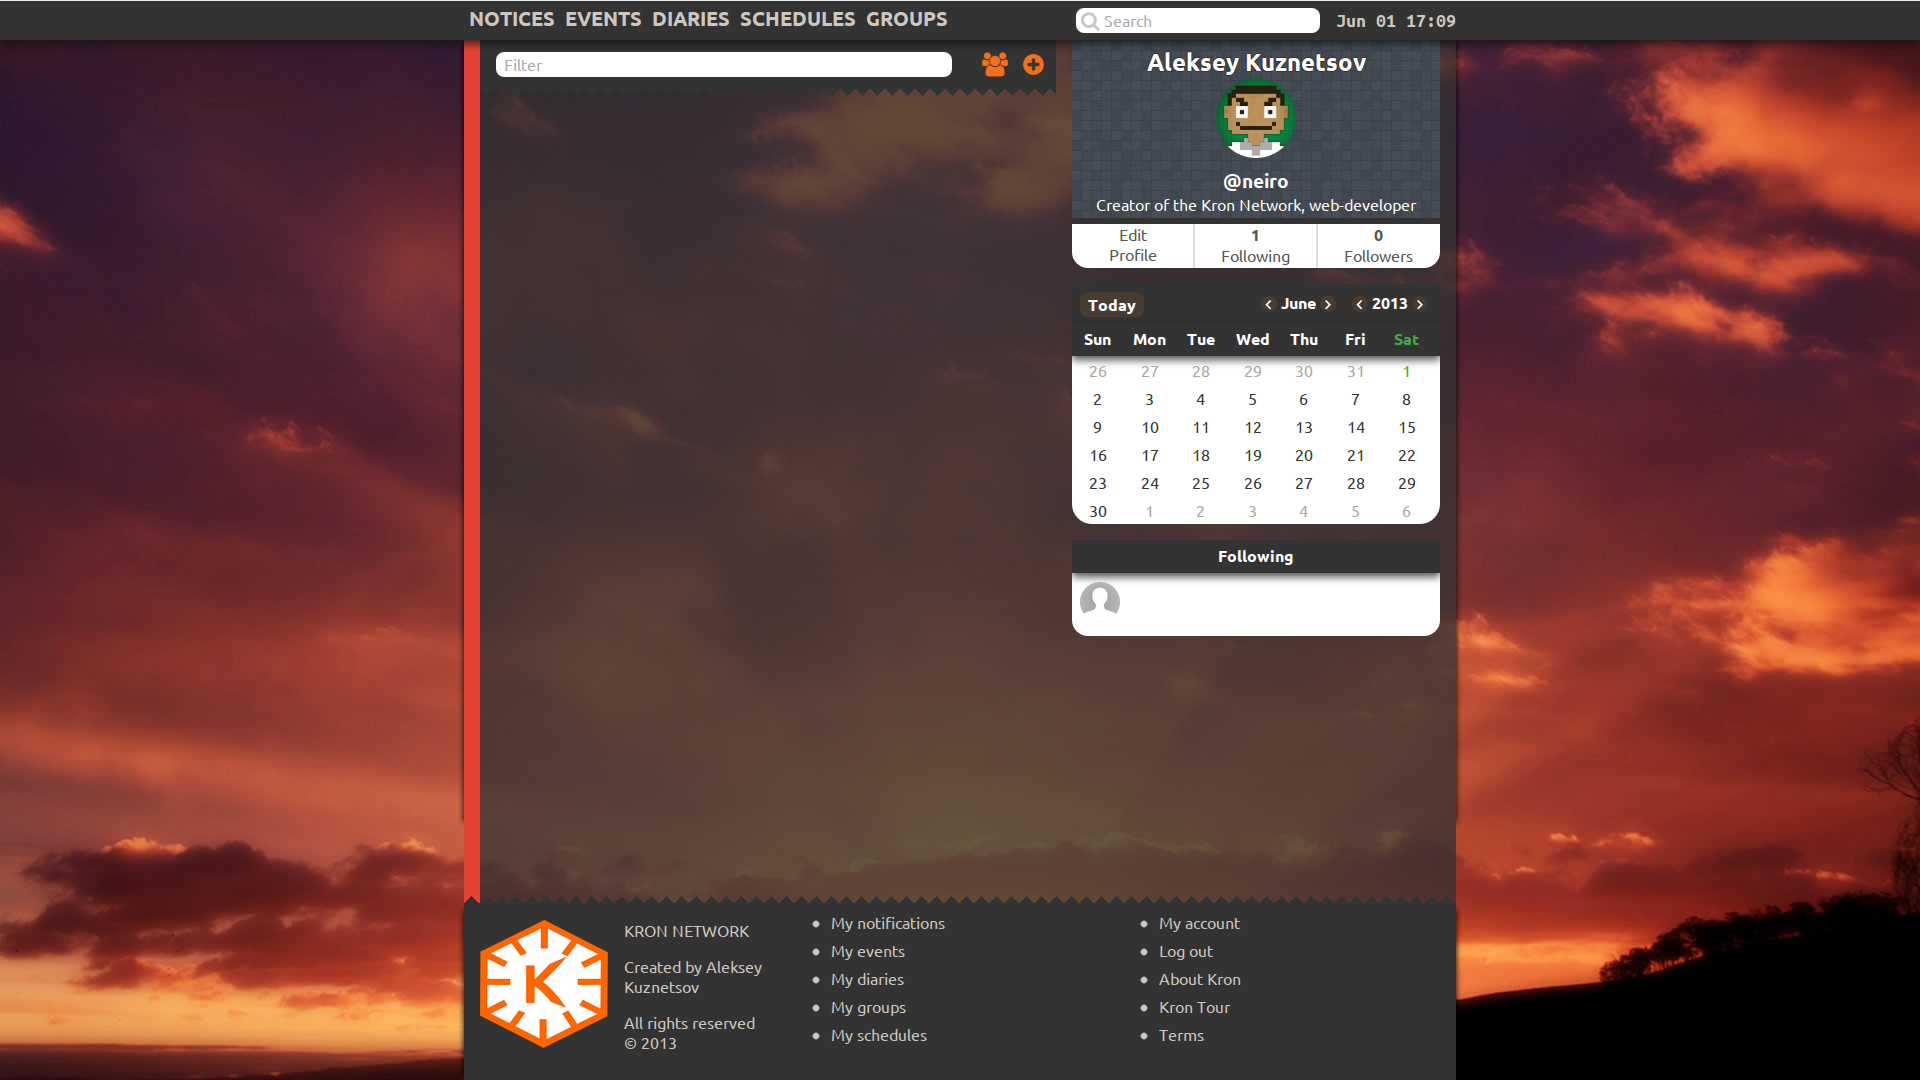 NOTICES EVENTS DIARIES SCHEDULES GROUPS
Search
Jun 01 17:09
Filter
Aleksey Kuznetsov
@neiro
Creator of the Kron Network, web-developer
Edit
Profile
1
Following
0
Followers
Today
June
2013
Sun Mon Tue Wed Thu Fri Sat
26 27 28 29 30 31 1
2 3 4 5 6 7 8
9 10 11 12 13 14 15
16 17 18 19 20 21 22
23 24 25 26 27 28 29
30 1 2 3 4 5 6
Following
K
KRON NETWORK
Created by Aleksey
Kuznetsov
All rights reserved
© 2013
My notifications
My events
My diaries
My groups
My schedules
My account
Log out
About Kron
Kron Tour
Terms